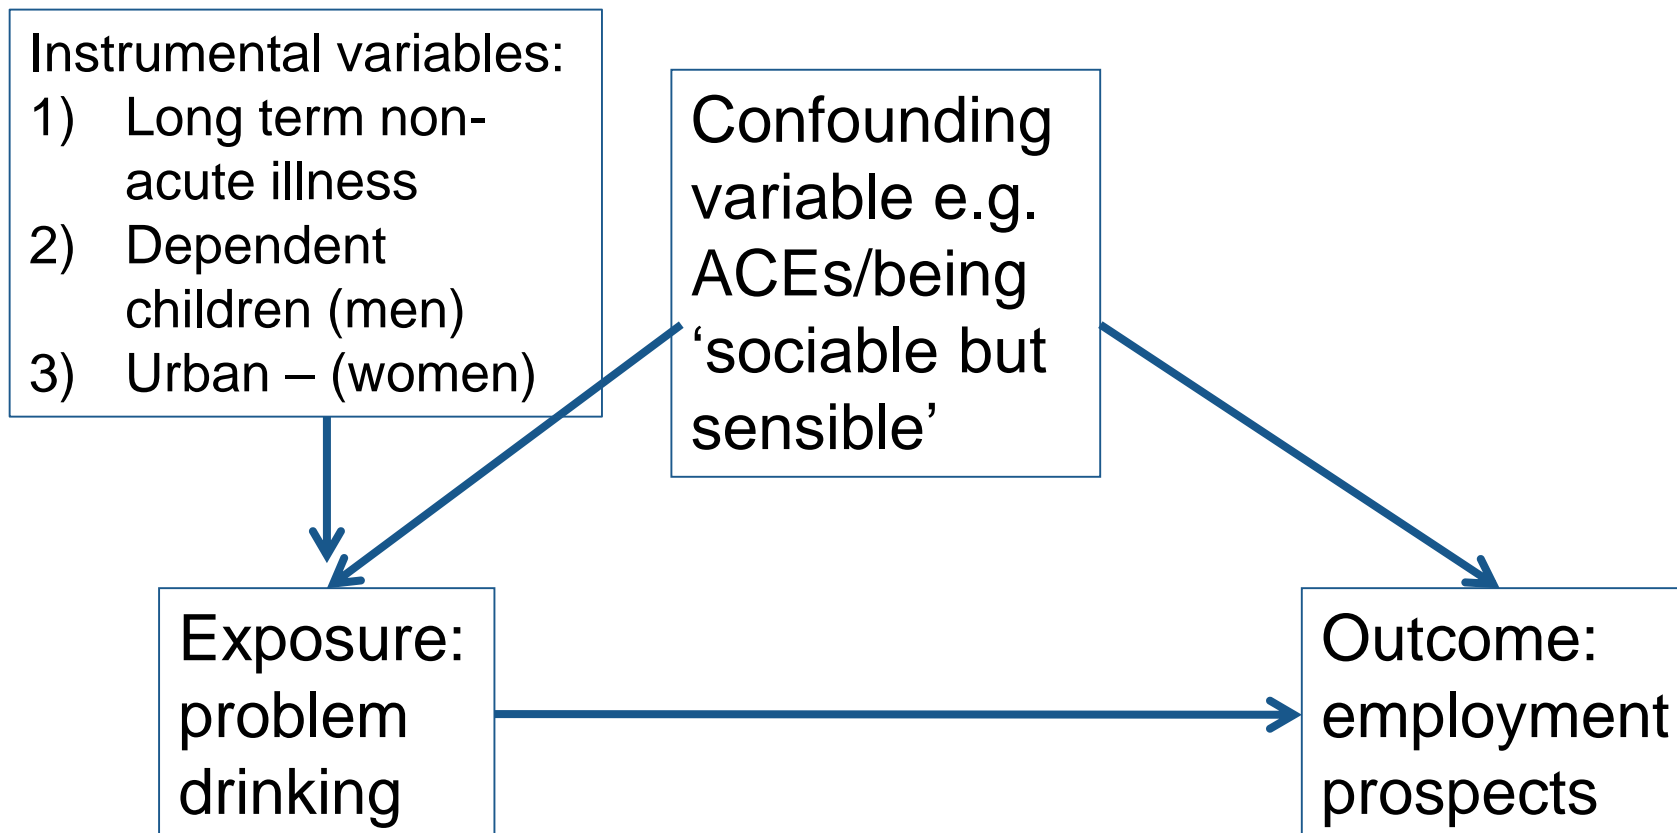 Instrumental variables:
1) Long term non-
acute illness
2) Dependent
children (men)
3) Urban – (women)
Confounding
variable e.g.
ACEs/being
‘sociable but
sensible’
Exposure:
problem
drinking
Outcome:
employment
prospects